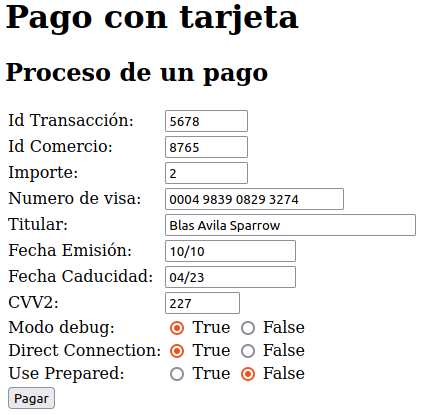 Pago con tarjeta
Proceso de un pago
Id Transacción: 5678
Id Comercio: 8765
Importe: 2
Numero de visa: 0004 9839 0829 3274
Titular: Blas Avila Sparrow
Fecha Emisión: 10/10
Fecha Caducidad: 04/23
CVV2: 227
Modo debug: True False
Direct Connection: True False
Use Prepared: True False
Pagar